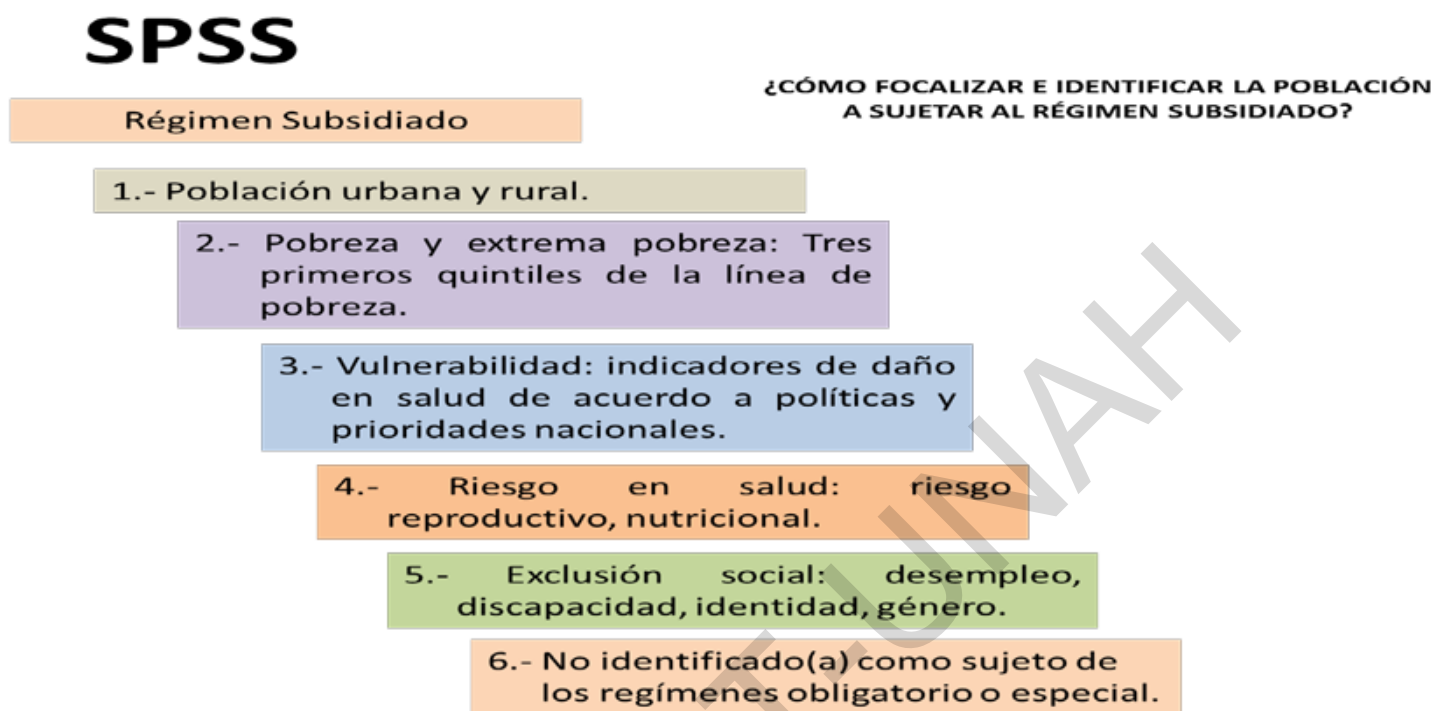 SPSS
¿CÓMO FOCALIZAR E IDENTIFICAR LA POBLACIÓN
A SUJETAR AL RÉGIMEN SUBSIDIADO?
Régimen Subsidiado
1.- Población urbana y rural.
2.- Pobreza y extrema pobreza: Tres
primeros quintiles de la línea de
pobreza.
3.- Vulnerabilidad: indicadores de daño
en salud de acuerdo a políticas y
prioridades nacionales.
4.- Riesgo en salud: riesgo
reproductivo, nutricional.
5.- Exclusión social: desempleo,
discapacidad, identidad, género.
6.- No identificado(a) como sujeto de
los regímenes obligatorio o especial.
T-UNAH